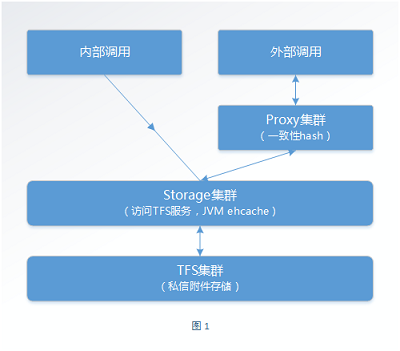 内部调用
外部调用
Proxy集群
（一致性hash）
Storage集群
（访问TFS服务，JVM ehcache）
TFS集群
（私信附件存储）
图 1